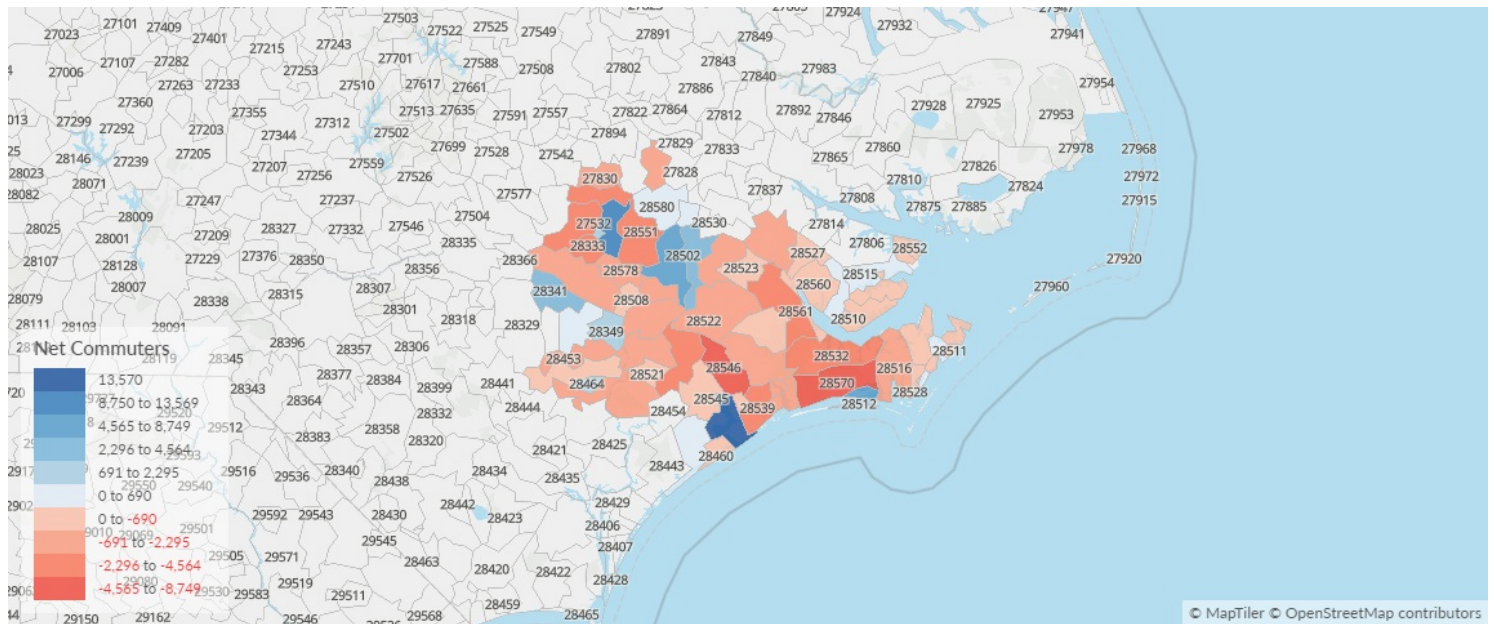 27101 27409 27401 27503 27522 27525 27549 27924 27932
27023 27215 27243 27891 27849 27941
27006 27107 27282 27253 27701 27588 27508 27802 27843 27983
27263 27233 27510 27617 27661 27886 27840 27954
27360 27355 27513 27635 27591 27557 27822 27864 27812 27892 27846 27928 27925 27953
27299 27292 27203 27344 27312 27502 27894
28146 27239 27205 27559 27699 27528 27542 27829 27833 27865 27860 27978 27968
28023 28071 27207 27256 27526 27830 27828 27810 27826 27824 27972
28082 27247 27237 27577 28580 27837 27808 27875 27885 27915
28009 27504 27532 28551 28530 27814
28025 28001 27209 28327 27332 27546 28335 28333 28502 27806 28552
28107 28128 27229 27376 28350 28356 28366 28578 28523 28527 28515 27920
28007 28307 28341 28560 27960
28079 28338 28315 28301 28508 28561 28510
28111 28103 28091 28318 28329 28349 28522
Net Commuters
28119 28345 28396 28357 28306 28453 28546 28532 28516 28511
13,570
28343 28377 28384 28399 28441 28464 28521 28570 28528
8,750 to 13,569
29520 28364 28332 28444 28454 28545 28539 28512
4,565 to 8,749
29512 28383 28358 28320 28421 28425
2,296 to 4,564
29593 29516 29536 28340 28438 28434 28435 28443 28460
691 to 2,295
29550 29540
0 to 690
29592 29543 28430 28442 28423 28429
0 to -690
29501 28406
-691 to -2,295
29069 29545 28407
-2,296 to -4,564
29505 29571 28463 28420 28422 28428
-4,565 to -8,749
29080 29530 29583 29519 29511 28459
29150 29162 29546 29568 28465
© MapTiler © OpenStreetMap contributors